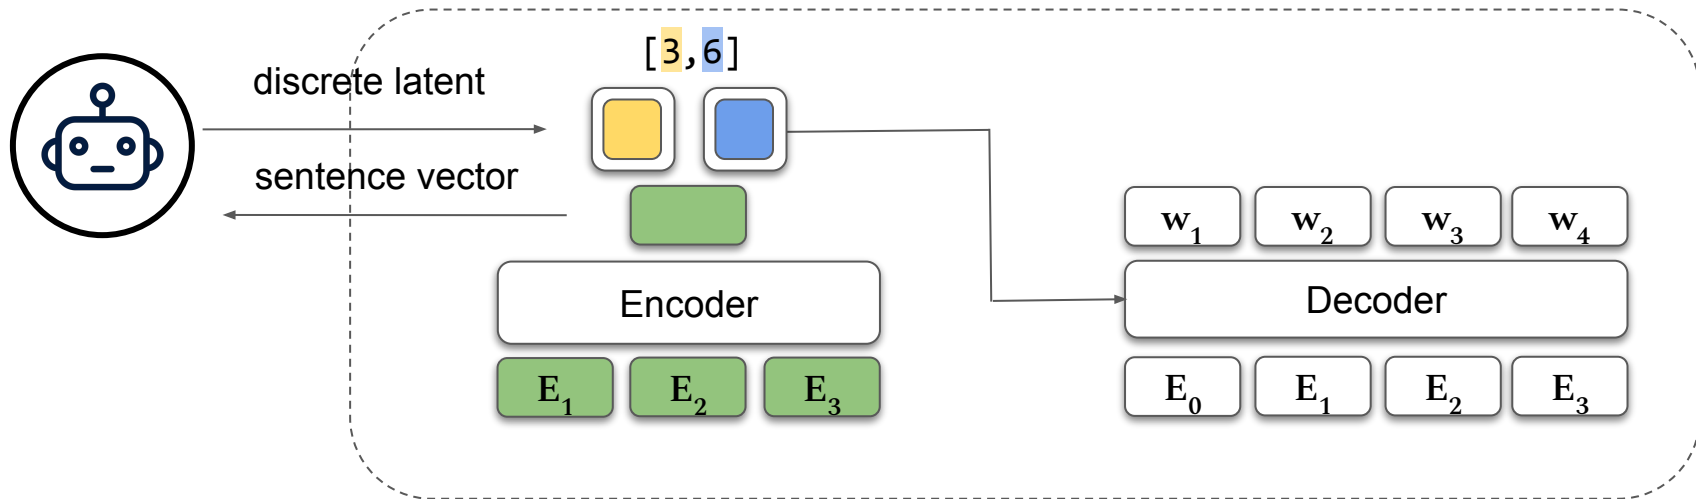 [3,6]
discrete latent
sentence vector
w₁ w₂ w₃ w₄
Encoder
Decoder
E₁ E₂ E₃
E₀ E₁ E₂ E₃